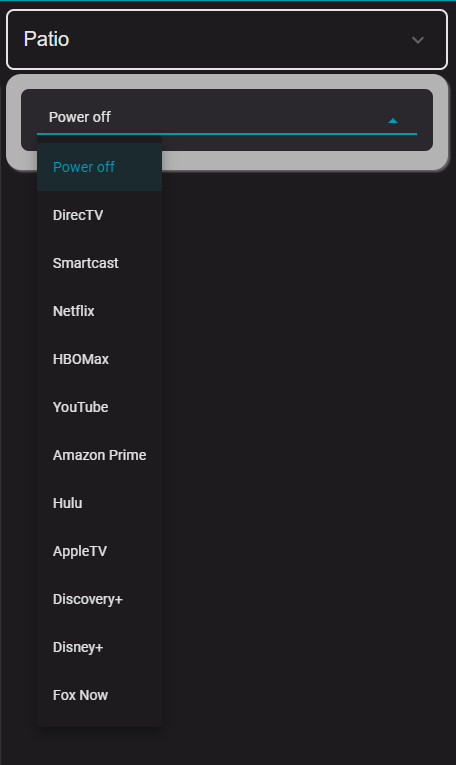 Patio
Power off
Power off
DirecTV
Smartcast
Netflix
HBOMax
YouTube
Amazon Prime
Hulu
AppleTV
Discovery+
Disney+
Fox Now